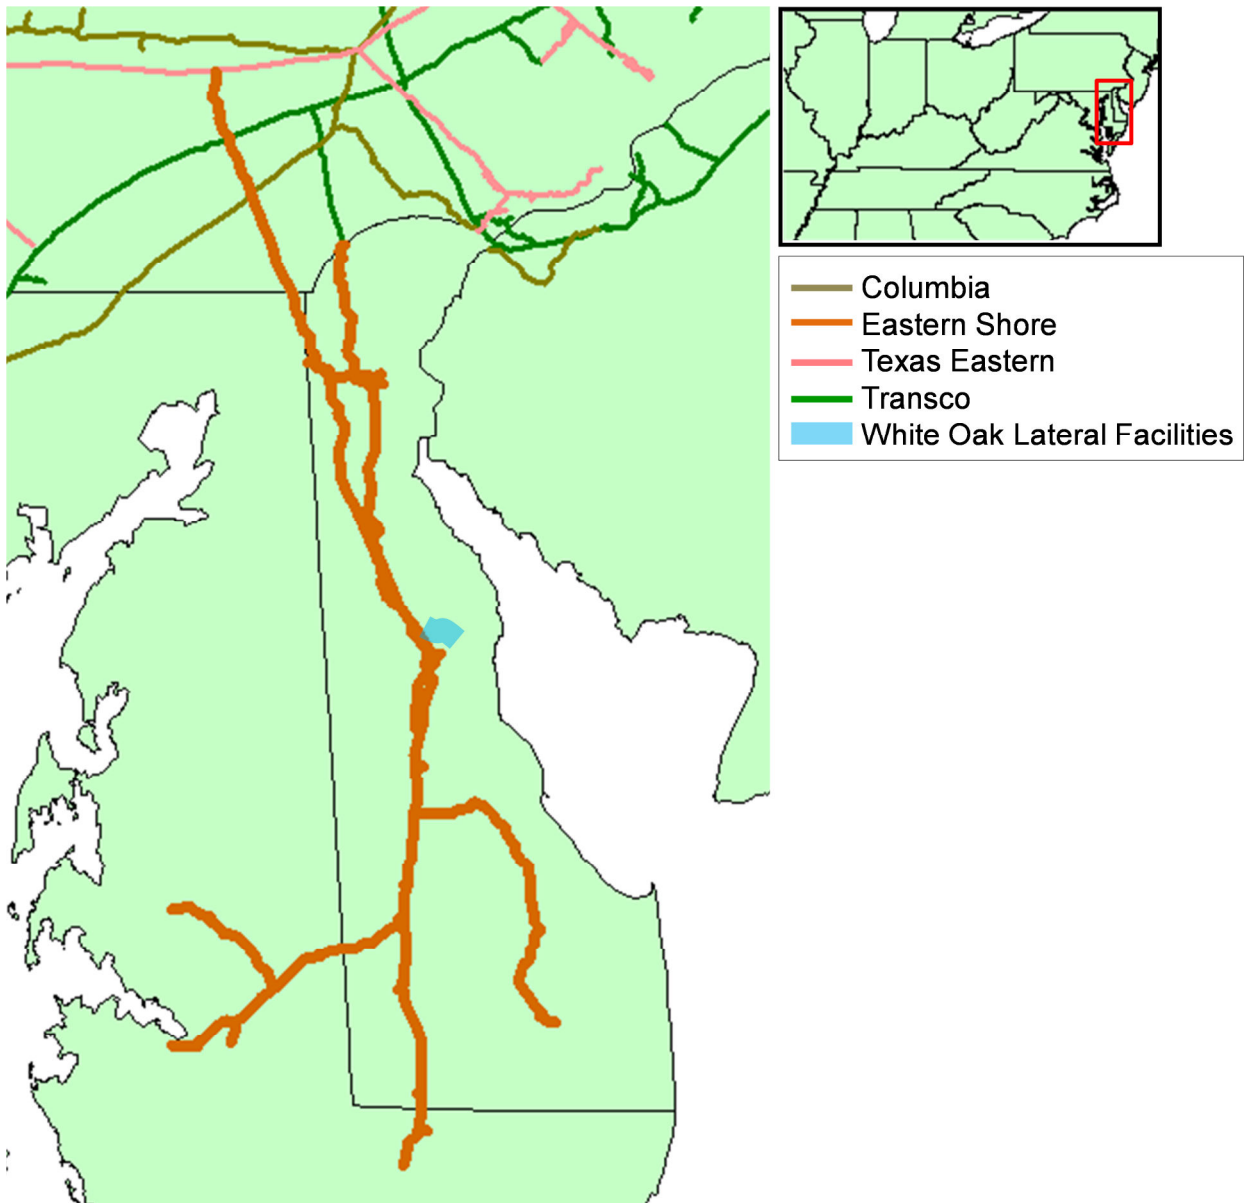 Columbia
Eastern Shore
Texas Eastern
Transco
White Oak Lateral Facilities